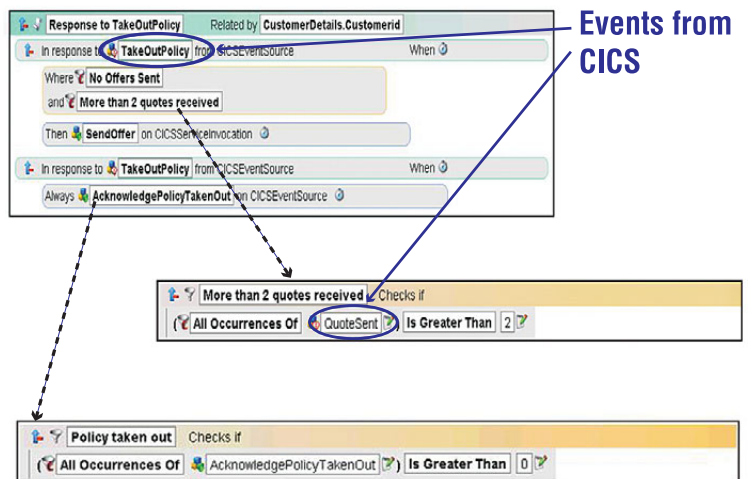 Response to TakeOutPolicy Related by CustomerDetails.Customerid
Events from
CICS
In response to TakeOutPolicy from CICSEventSource When
Where No Offers Sent
and More than 2 quotes received
Then SendOffer on CICSServiceInvocation
In response to TakeOutPolicy from CICSEventSource When
Always AcknowledgePolicyTakenOut on CICSEventSource
More than 2 quotes received Checks if
( All Occurrences Of QuoteSent ) Is Greater Than 2
Policy taken out Checks if
( All Occurrences Of AcknowledgePolicyTakenOut ) Is Greater Than 0